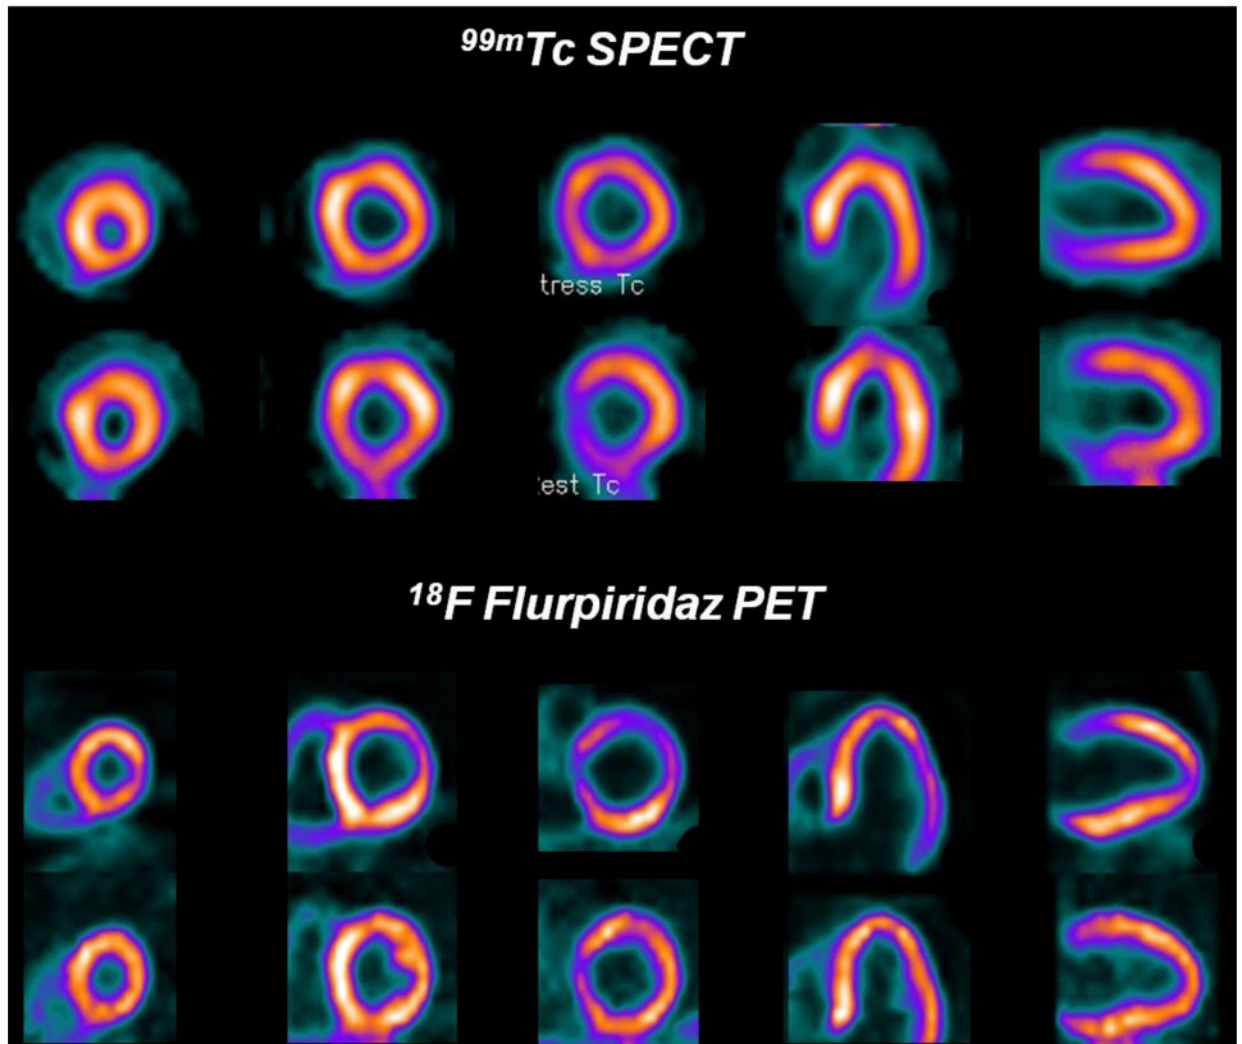 ⁹⁹ᵐTc SPECT
tress Tc
est Tc
¹⁸F Flurpiridaz PET